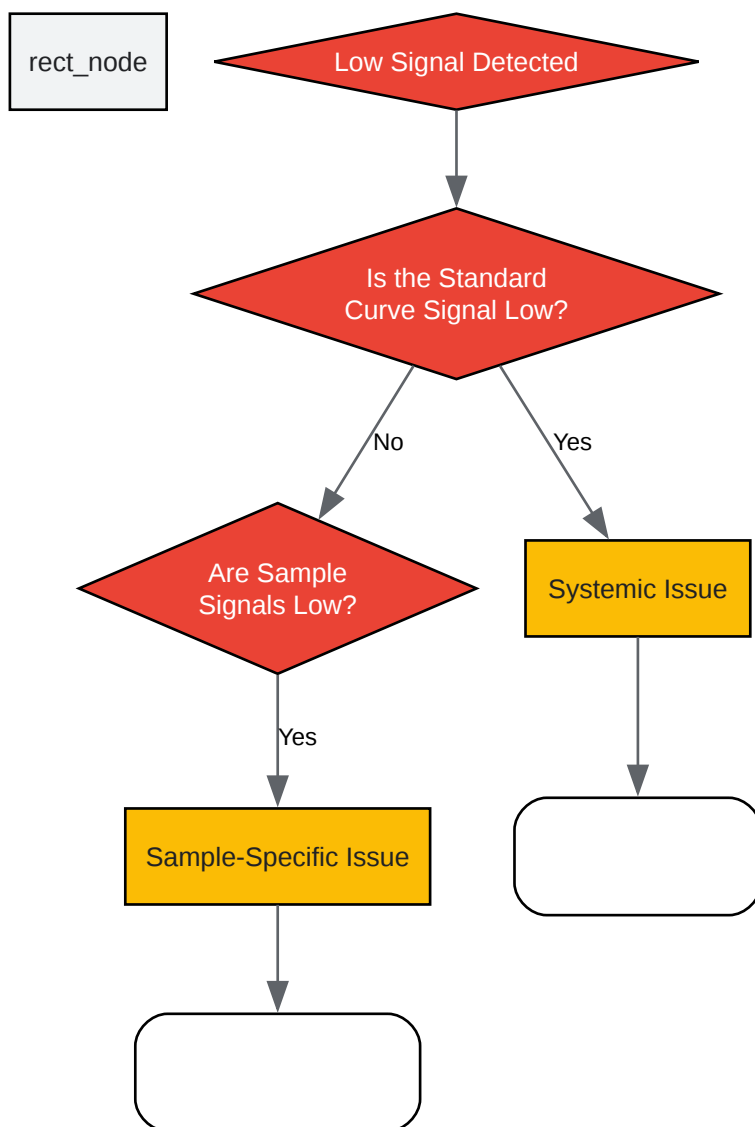 rect_node
Low Signal Detected
Is the Standard
Curve Signal Low?
No
Yes
Are Sample
Signals Low?
Systemic Issue
Yes
Sample-Specific Issue